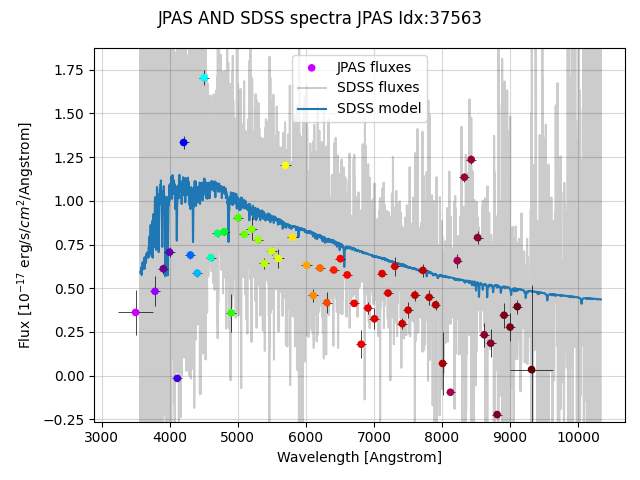 JPAS AND SDSS spectra JPAS Idx:37563
JPAS fluxes
SDSS fluxes
SDSS model
Flux [10^{-17} erg/s/cm^2/Angstrom]
1.75
1.50
1.25
1.00
0.75
0.50
0.25
0.00
−0.25
3000 4000 5000 6000 7000 8000 9000 10000
Wavelength [Angstrom]